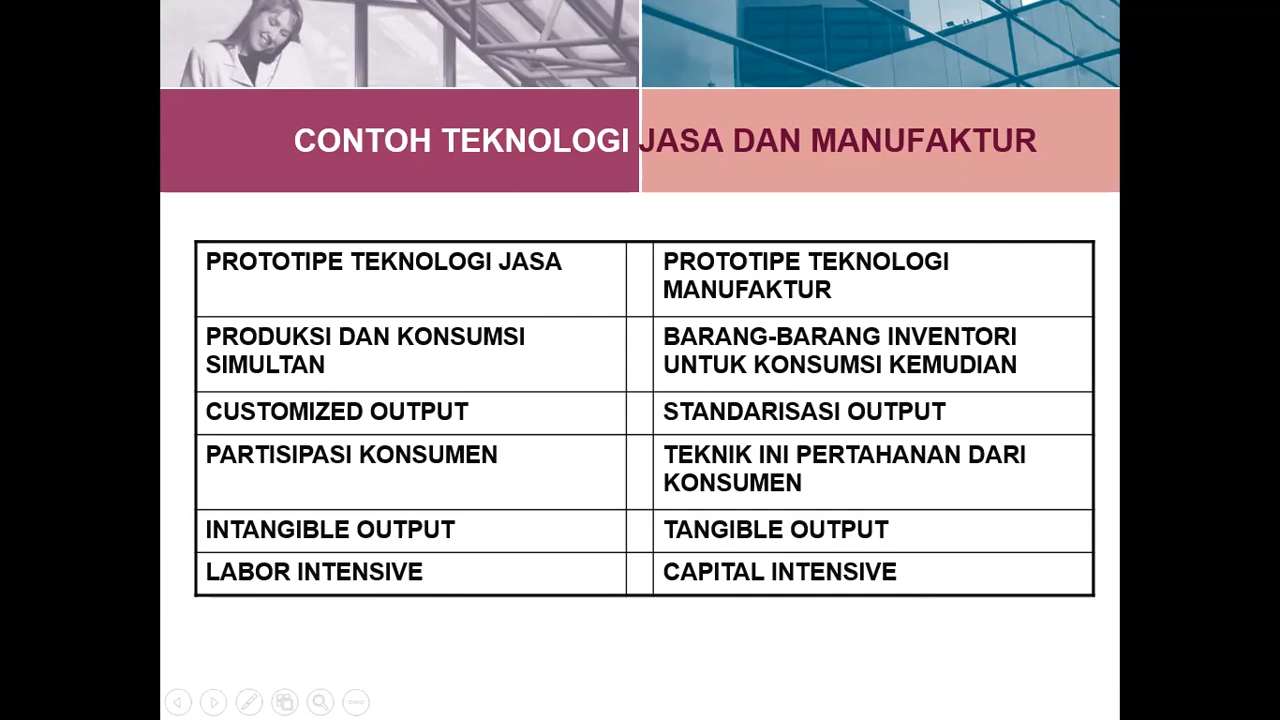 CONTOH TEKNOLOGI JASA DAN MANUFAKTUR
PROTOTIPE TEKNOLOGI JASA
PROTOTIPE TEKNOLOGI
MANUFAKTUR
PRODUKSI DAN KONSUMSI
SIMULTAN
BARANG-BARANG INVENTORI
UNTUK KONSUMSI KEMUDIAN
CUSTOMIZED OUTPUT
STANDARISASI OUTPUT
PARTISIPASI KONSUMEN
TEKNIK INI PERTAHANAN DARI
KONSUMEN
INTANGIBLE OUTPUT
TANGIBLE OUTPUT
LABOR INTENSIVE
CAPITAL INTENSIVE